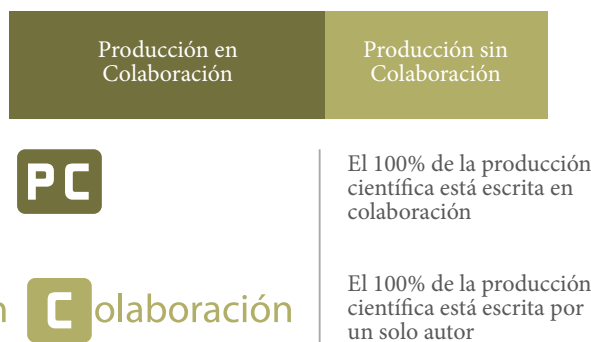 Producción en
Colaboración
Producción sin
Colaboración
PC
El 100% de la producción
científica está escrita en
colaboración
n Colaboración
El 100% de la producción
científica está escrita por
un solo autor